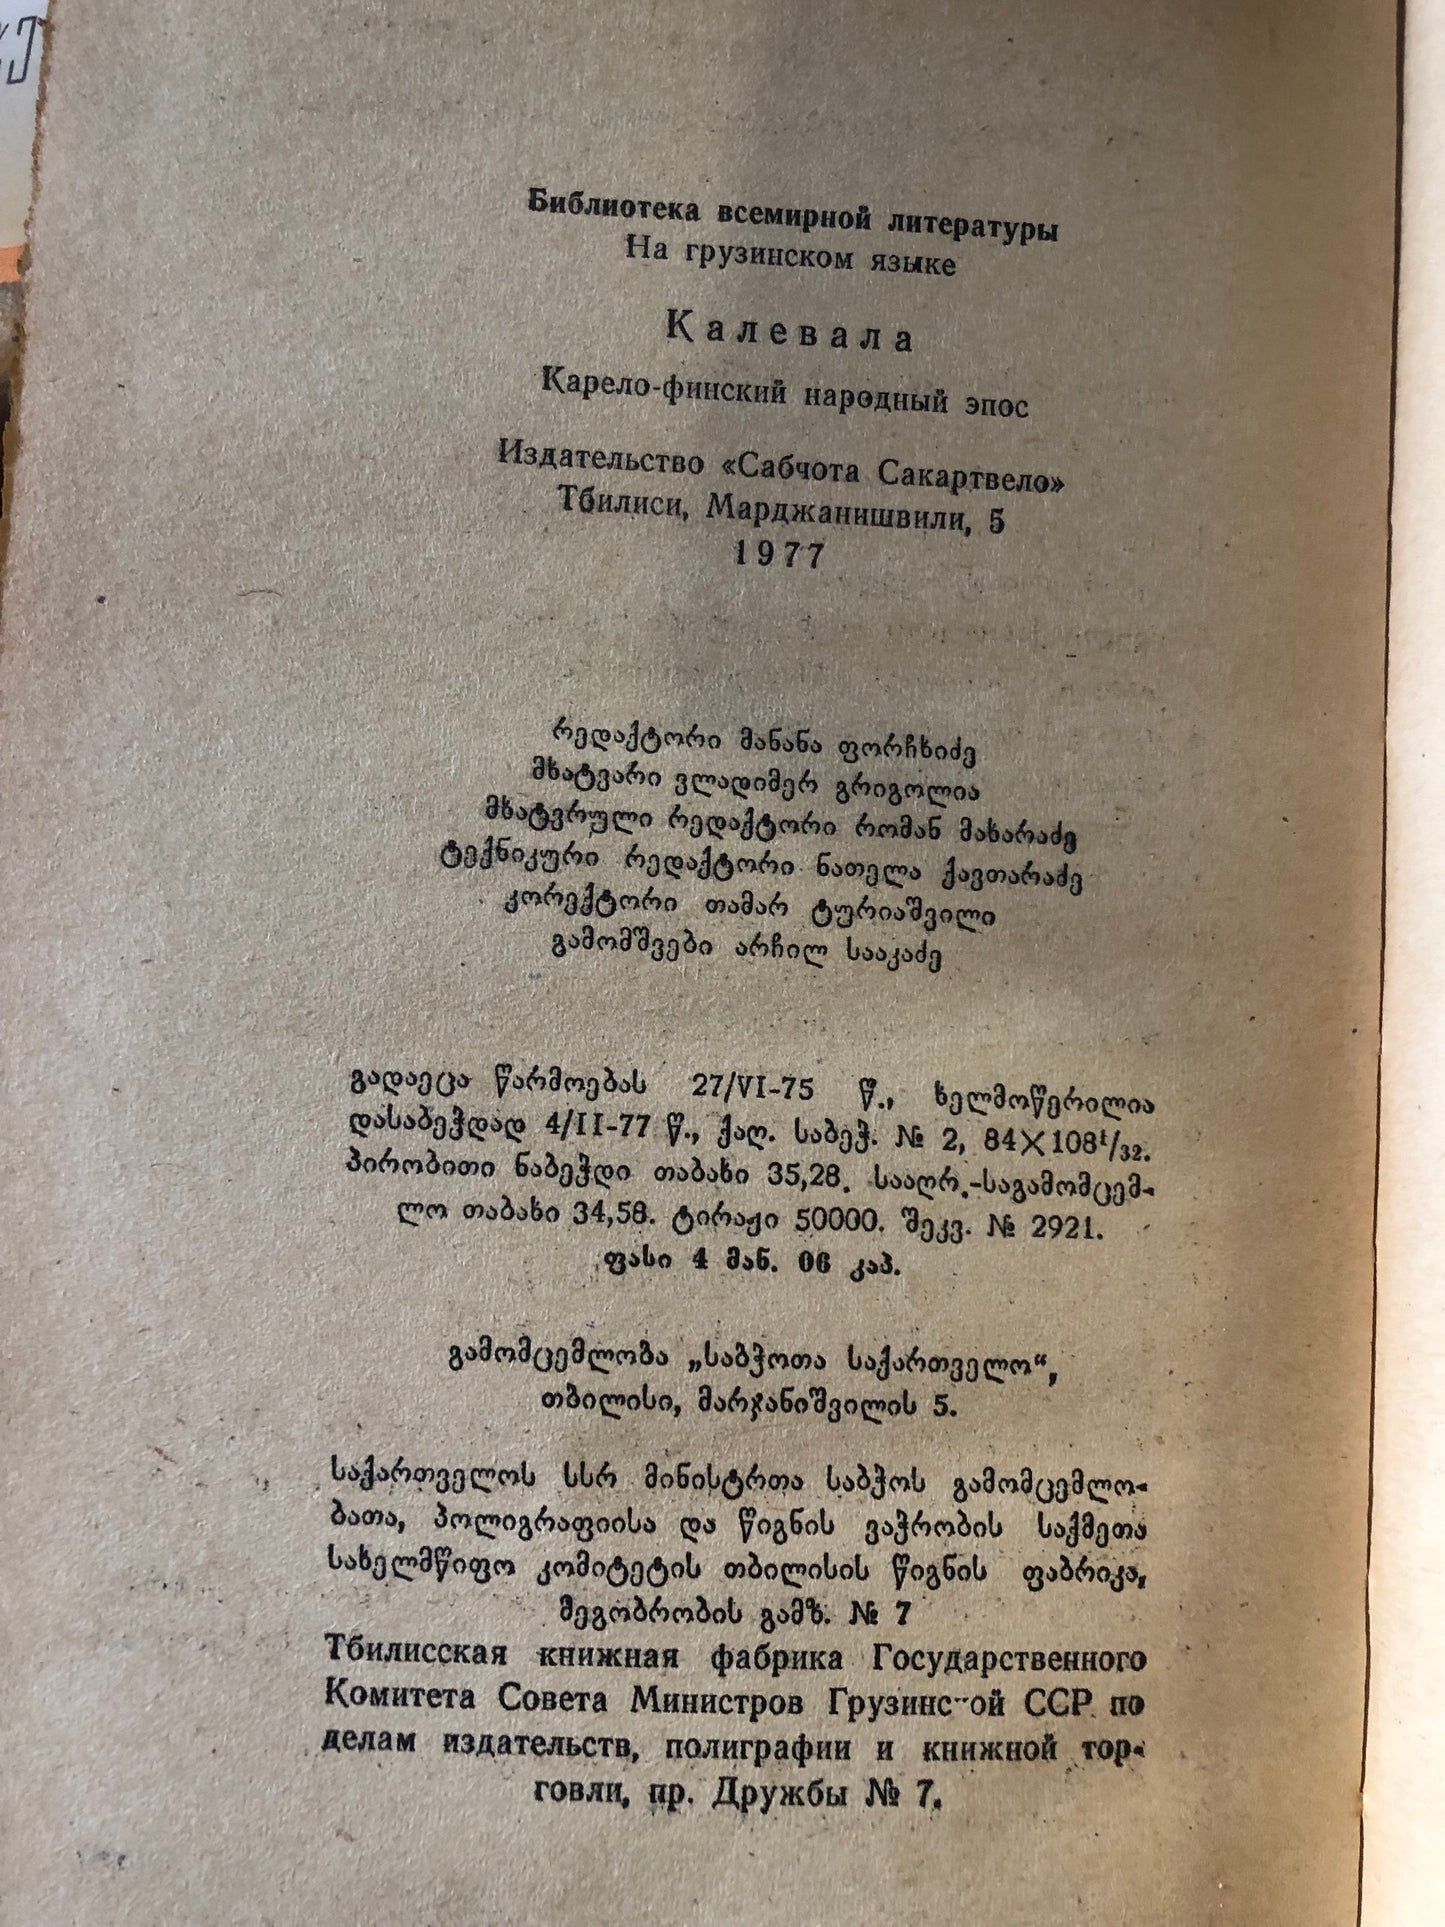 Библиотека всемирной литературы
На грузинском языке
Калевала
Карело-финский народный эпос
Издательство «Сабчота Сакартвело»
Тбилиси, Марджанишвили, 5
1977
რედაქტორი მანანა ფორჩხიძე
მხატვარი ვლადიმერ გრიგოლია
მხატვრული რედაქტორი რომან მახარაძე
ტექნიკური რედაქტორი ნათელა ქავთარაძე
კორექტორი თამარ ტურიაშვილი
გამომშვები არჩილ სააკაძე
გადაეცა წარმოებას 27/VI-75 წ., ხელმოწერილია
დასაბეჭდად 4/II-77 წ., ქაღ. საბეჭ. № 2, 84×108¹/₃₂.
პირობითი ნაბეჭდი თაბახი 35,28. სააღრ.-საგამომცემ-
ლო თაბახი 34,58. ტირაჟი 50000. შეკვ. № 2921.
ფასი 4 მან. 06 კაპ.
გამომცემლობა „საბჭოთა საქართველო“,
თბილისი, მარჯანიშვილის 5.
საქართველოს სსრ მინისტრთა საბჭოს გამომცემლო-
ბათა, პოლიგრაფიისა და წიგნის ვაჭრობის საქმეთა
სახელმწიფო კომიტეტის თბილისის წიგნის ფაბრიკა,
მეგობრობის გამზ. № 7
Тбилисская книжная фабрика Государственного
Комитета Совета Министров Грузинской ССР по
делам издательств, полиграфии и книжной тор-
говли, пр. Дружбы № 7.